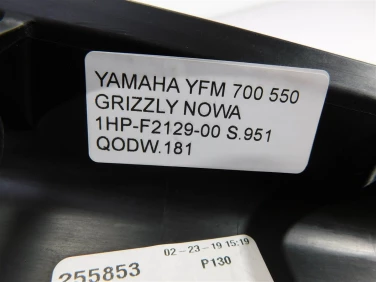 YAMAHA YFM 700 550
GRIZZLY NOWA
1HP-F2129-00 S.951
QODW.181
02-23-19 15:19
255853 P130